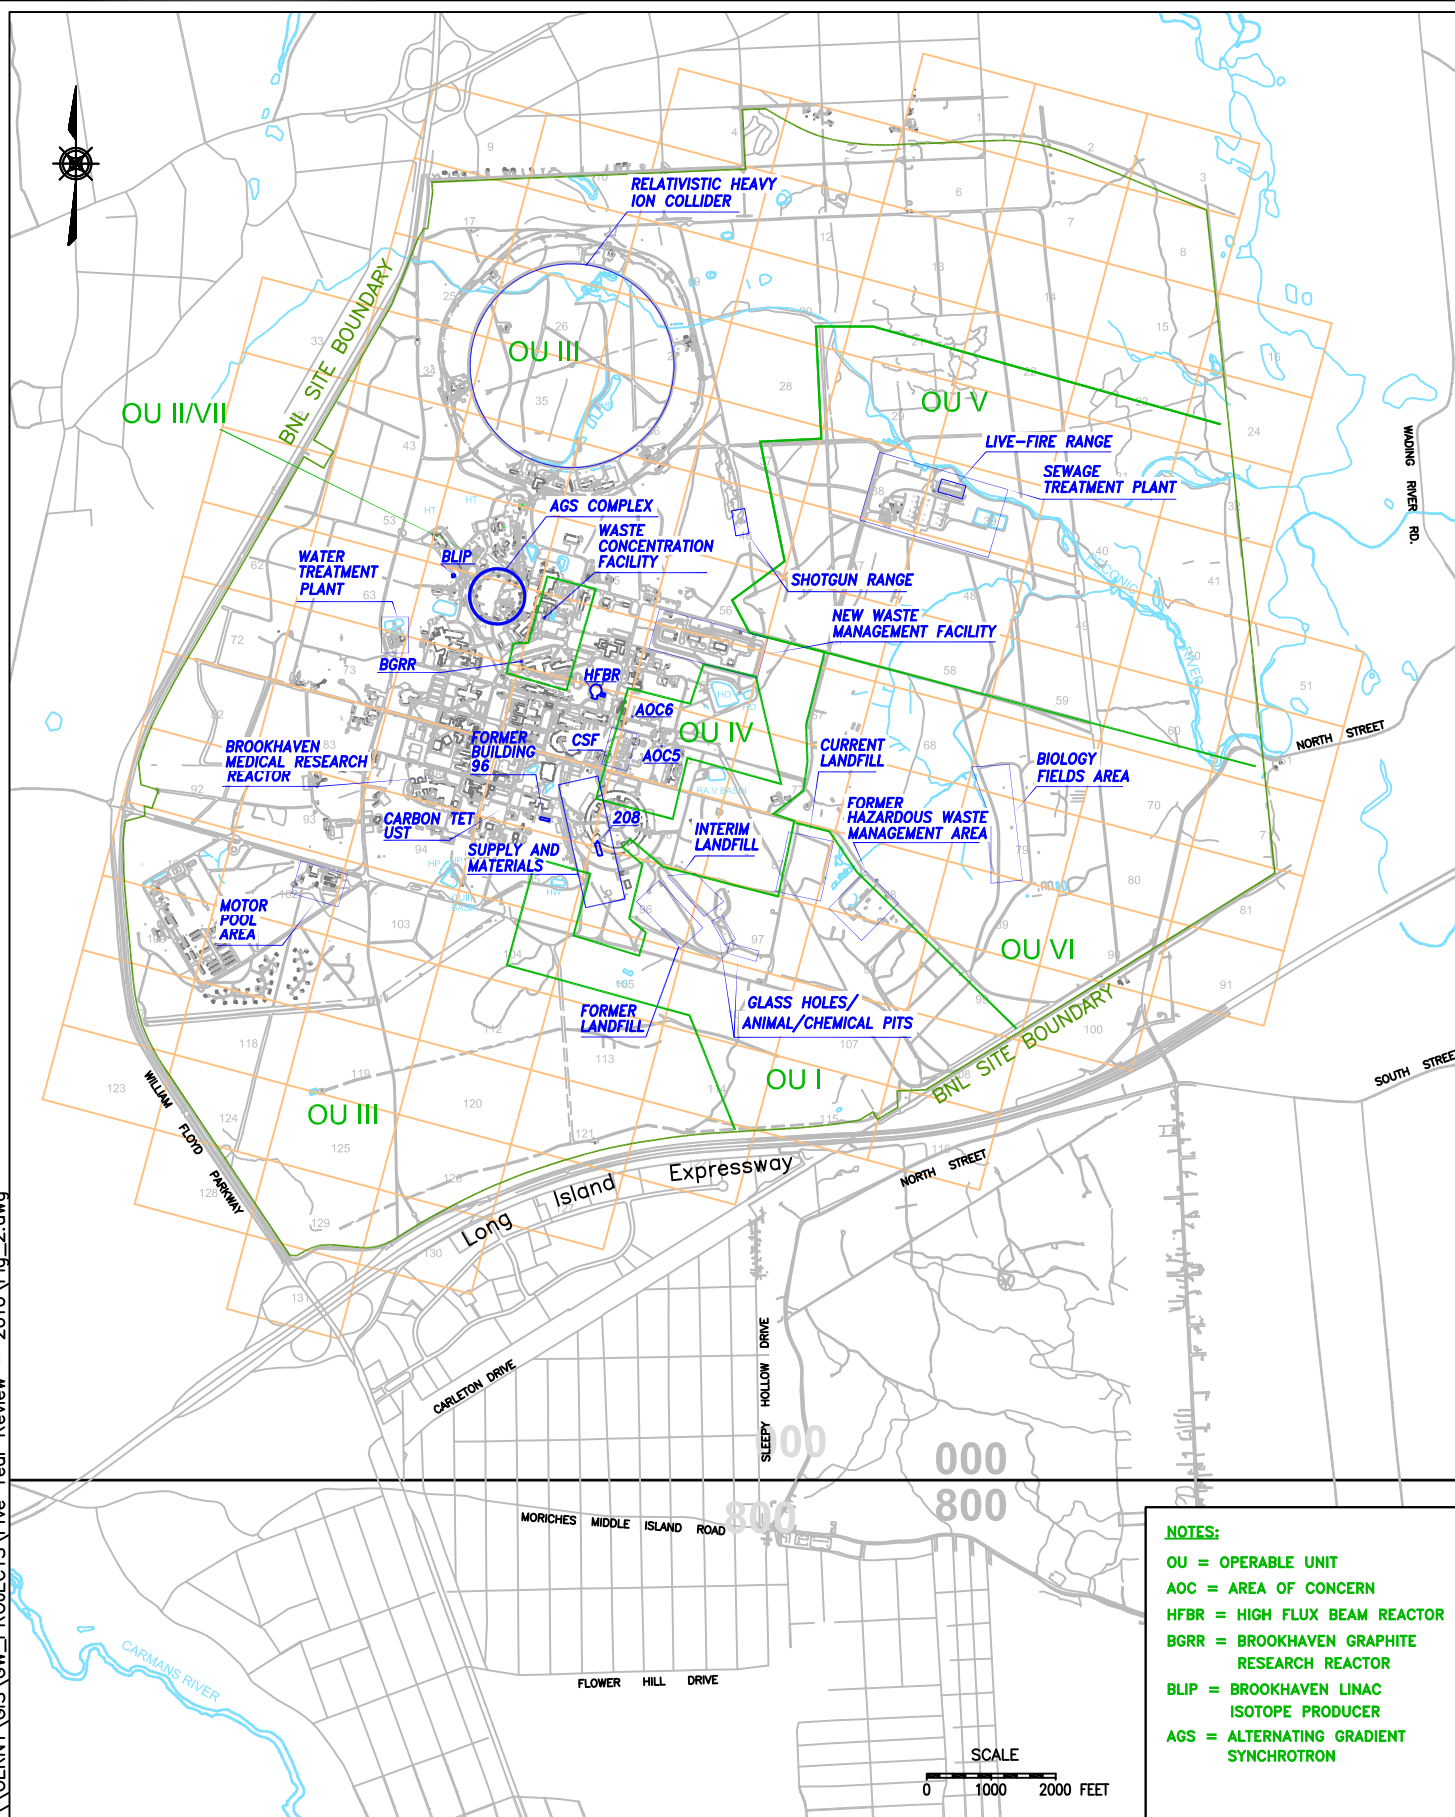 RELATIVISTIC HEAVY
ION COLLIDER
BNL SITE BOUNDARY
OU III
OU II/VII
OU V
LIVE-FIRE RANGE
SEWAGE
TREATMENT PLANT
WADING RIVER RD.
AGS COMPLEX
WASTE
CONCENTRATION
FACILITY
BLIP
WATER
TREATMENT
PLANT
SHOTGUN RANGE
PECONIC
RIVER
NEW WASTE
MANAGEMENT FACILITY
BGRR
HFBR
AOC6
OU IV
CSF
AOC5
FORMER
BUILDING
96
BROOKHAVEN
MEDICAL RESEARCH
REACTOR
CURRENT
LANDFILL
BIOLOGY
FIELDS AREA
NORTH STREET
RA V BASIN
FORMER
HAZARDOUS WASTE
MANAGEMENT AREA
CARBON TET
UST
208
INTERIM
LANDFILL
SUPPLY AND
MATERIALS
MOTOR
POOL
AREA
OU VI
FORMER
LANDFILL
GLASS HOLES/
ANIMAL/CHEMICAL PITS
BNL SITE BOUNDARY
OU I
OU III
SOUTH STREE
WILLIAM FLOYD PARKWAY
Long Island Expressway
NORTH STREET
CARLETON DRIVE
SLEEPY HOLLOW DRIVE
000
000
800
800
MORICHES MIDDLE ISLAND ROAD
CARMANS RIVER
FLOWER HILL DRIVE
SCALE
0 1000 2000 FEET
NOTES:
OU = OPERABLE UNIT
AOC = AREA OF CONCERN
HFBR = HIGH FLUX BEAM REACTOR
BGRR = BROOKHAVEN GRAPHITE
RESEARCH REACTOR
BLIP = BROOKHAVEN LINAC
ISOTOPE PRODUCER
AGS = ALTERNATING GRADIENT
SYNCHROTRON